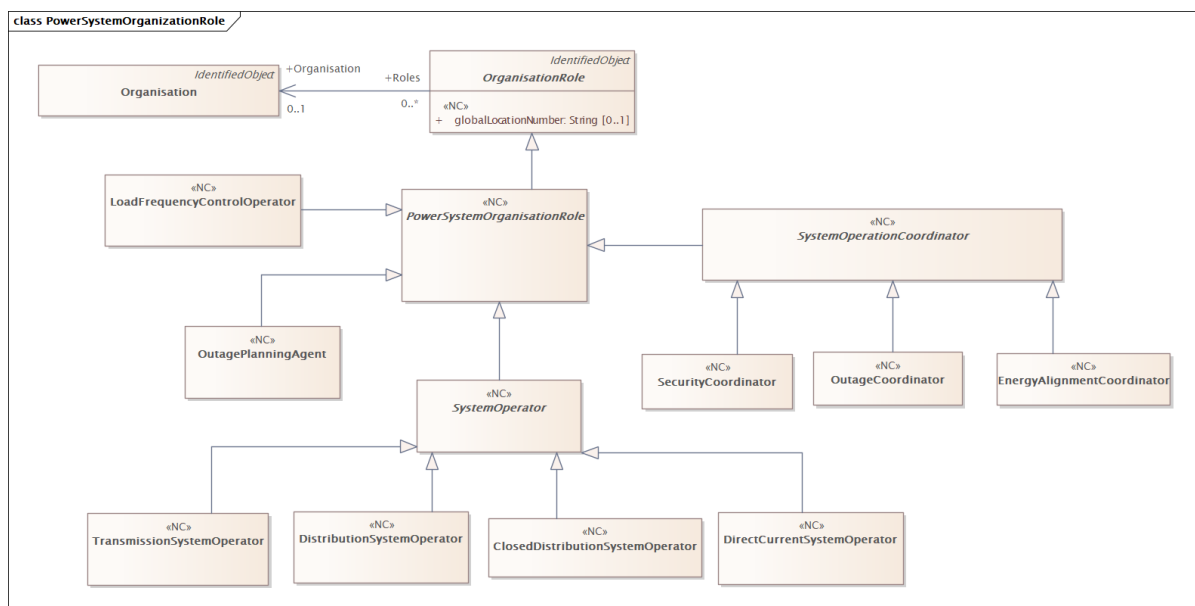 class PowerSystemOrganizationRole
IdentifiedObject
Organisation
+Organisation
0..1
+Roles
0..*
IdentifiedObject
OrganisationRole
«NC»
+ globalLocationNumber: String [0..1]
«NC»
LoadFrequencyControlOperator
«NC»
PowerSystemOrganisationRole
«NC»
SystemOperationCoordinator
«NC»
OutagePlanningAgent
«NC»
SecurityCoordinator
«NC»
OutageCoordinator
«NC»
EnergyAlignmentCoordinator
«NC»
SystemOperator
«NC»
TransmissionSystemOperator
«NC»
DistributionSystemOperator
«NC»
ClosedDistributionSystemOperator
«NC»
DirectCurrentSystemOperator